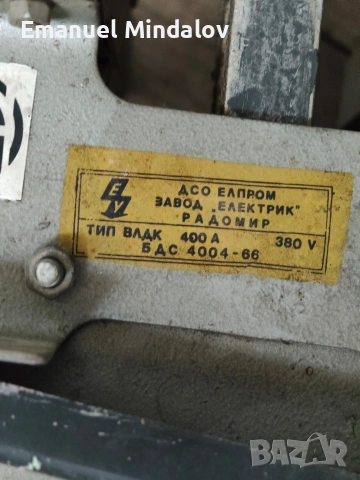 Emanuel Mindalov
ДСО ЕЛПРОМ
ЗАВОД "ЕЛЕКТРИК"
РАДОМИР
ТИП ВЛДК 400 А 380 V
БДС 4004-66
BAZAR